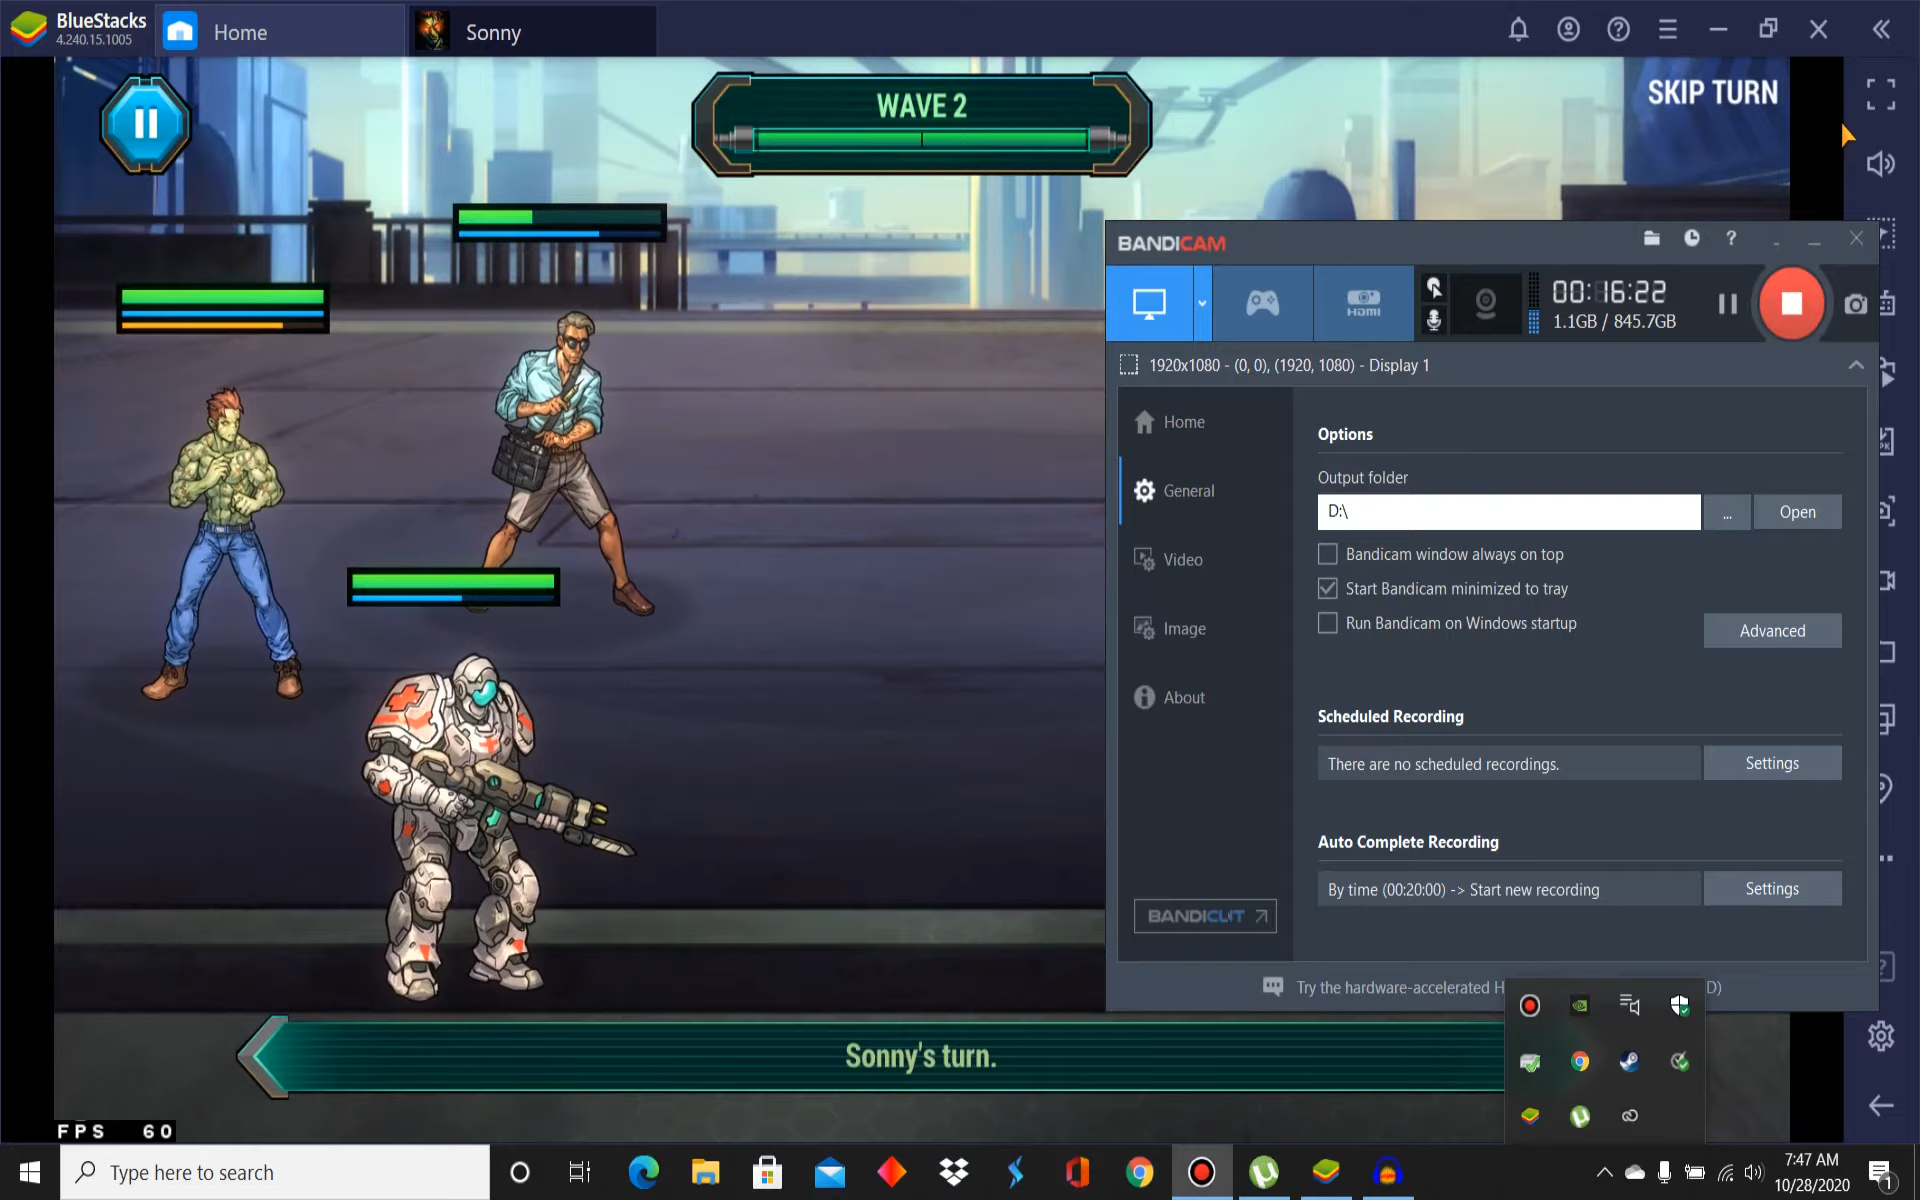 BlueStacks
4.240.15.1005
Home
Sonny
WAVE 2
SKIP TURN
BANDICAM
00:16:22
1.1GB / 845.7GB
HDMI
1920x1080 - (0, 0), (1920, 1080) - Display 1
Home
General
Video
Image
About
BANDICUT
Options
Output folder
D:\
...
Open
Bandicam window always on top
Start Bandicam minimized to tray
Run Bandicam on Windows startup
Advanced
Scheduled Recording
There are no scheduled recordings.
Settings
Auto Complete Recording
By time (00:20:00) -> Start new recording
Settings
Try the hardware-accelerated H
D)
Sonny's turn.
FPS 60
Type here to search
7:47 AM
10/28/2020
1